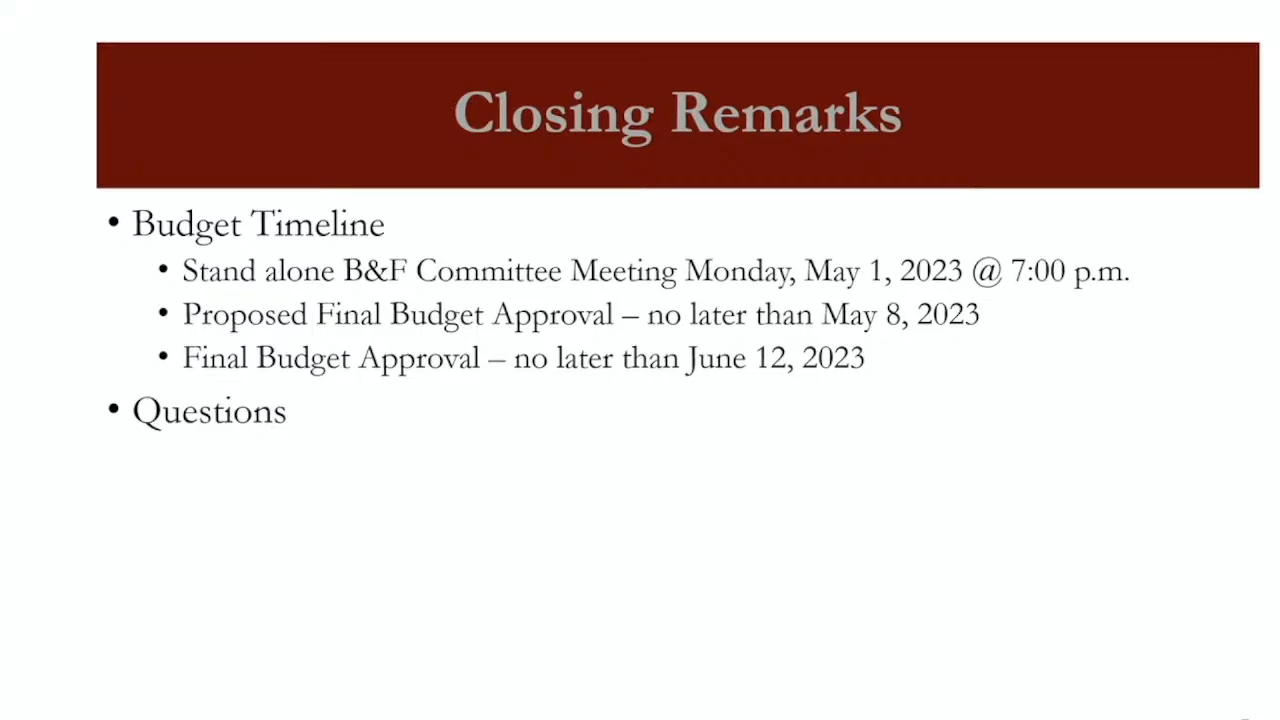 Closing Remarks
• Budget Timeline
• Stand alone B&F Committee Meeting Monday, May 1, 2023 @ 7:00 p.m.
• Proposed Final Budget Approval – no later than May 8, 2023
• Final Budget Approval – no later than June 12, 2023
• Questions